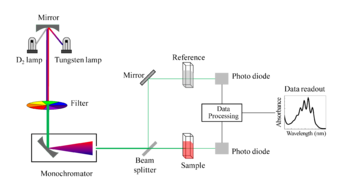 Mirror
D2 lamp
Tungsten lamp
Filter
Monochromator
Mirror
Beam
splitter
Reference
Sample
Photo diode
Data
Processing
Photo diode
Data readout
Absorbance
Wavelength (nm)